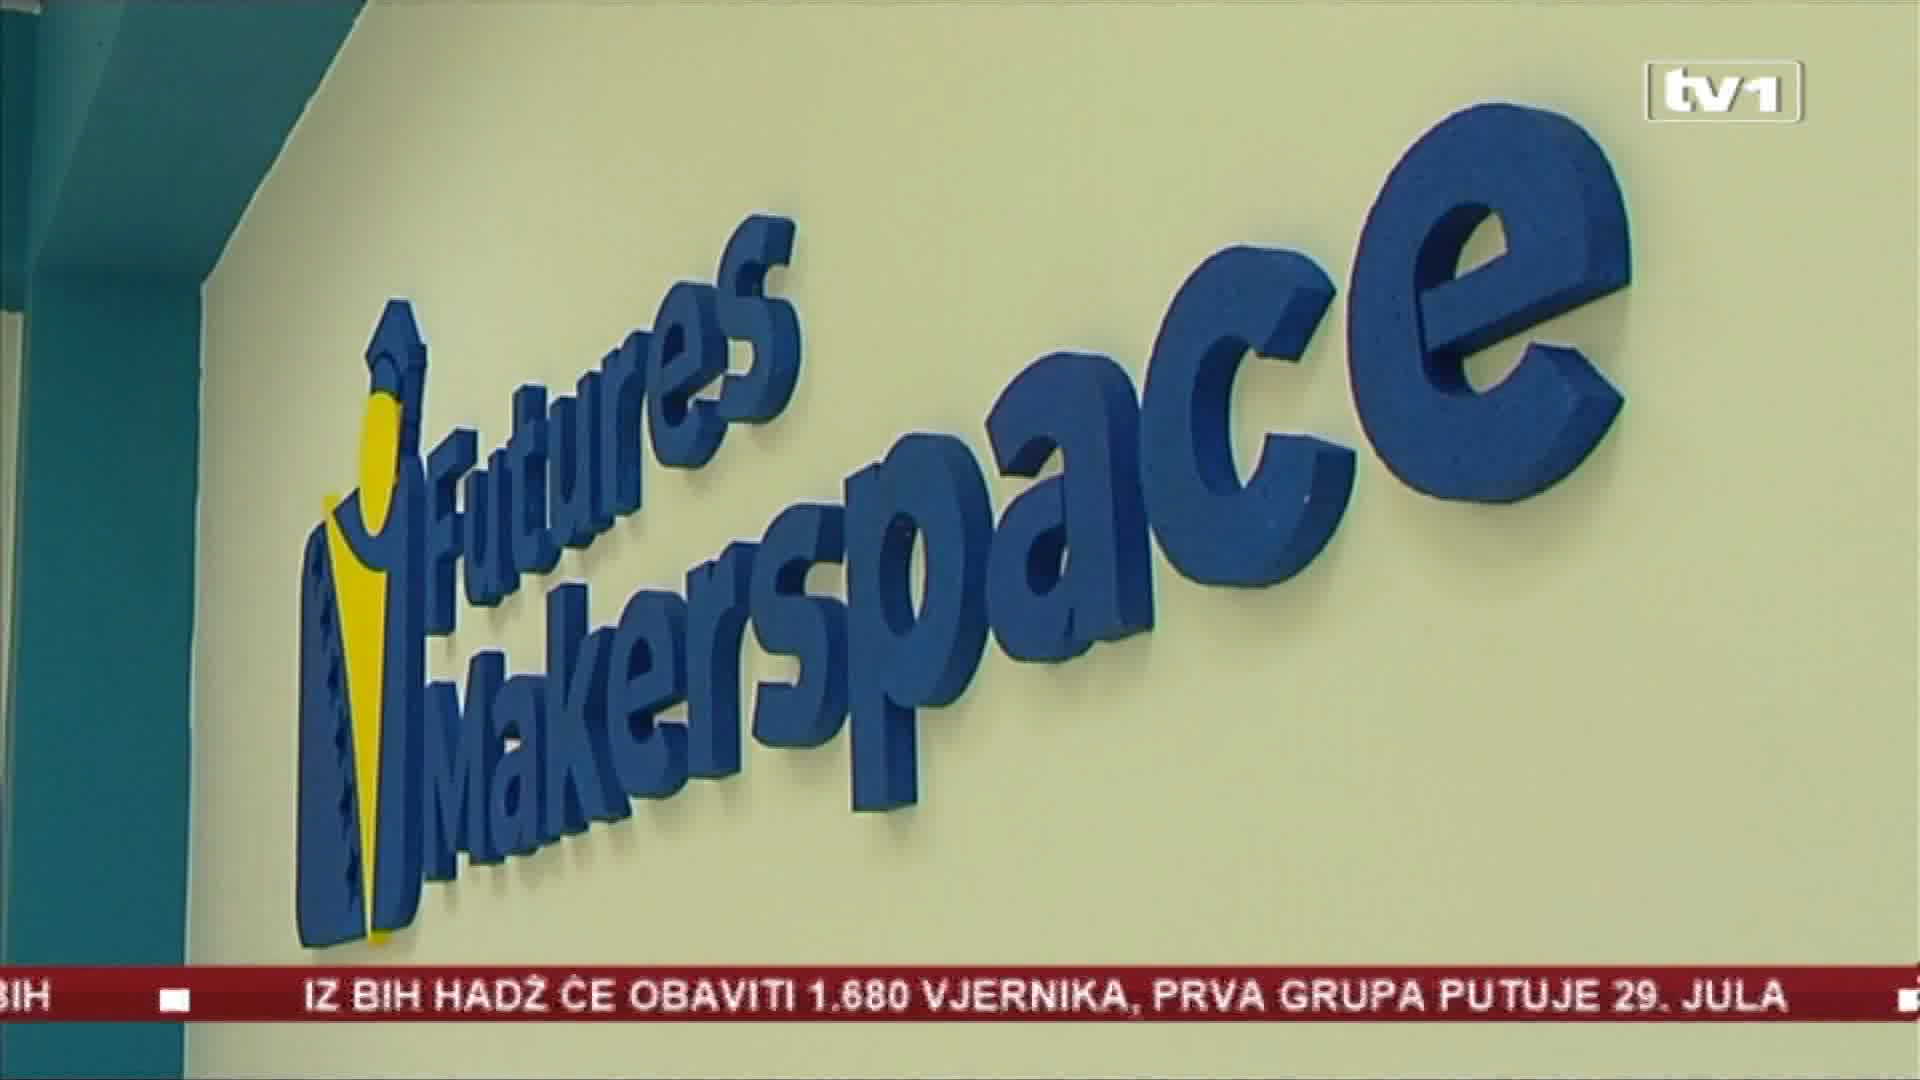 tv1
Futures
Makerspace
BIH
IZ BIH HADŽ ĆE OBAVITI 1.680 VJERNIKA, PRVA GRUPA PUTUJE 29. JULA